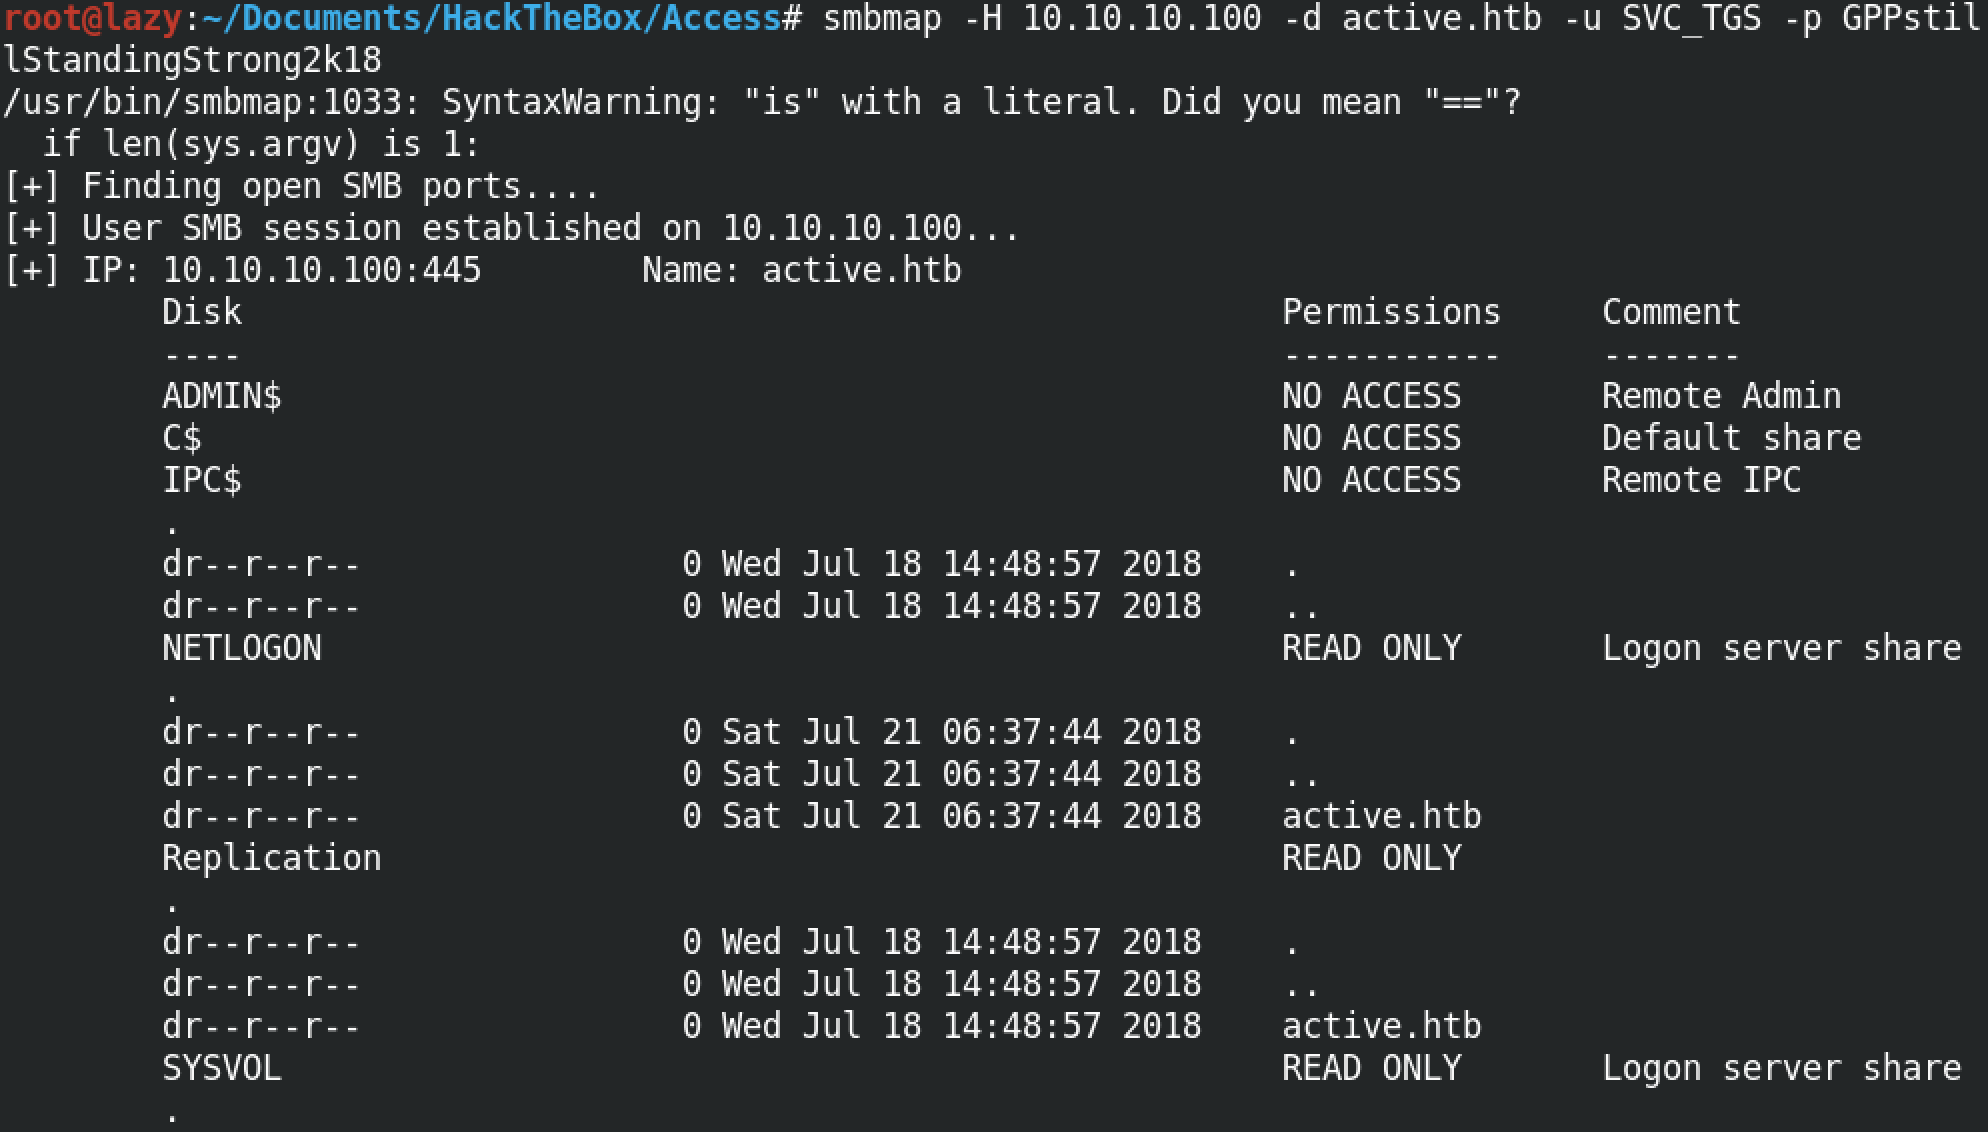 root@lazy:~/Documents/HackTheBox/Access# smbmap -H 10.10.10.100 -d active.htb -u SVC_TGS -p GPPstil
lStandingStrong2k18
/usr/bin/smbmap:1033: SyntaxWarning: "is" with a literal. Did you mean "=="?
  if len(sys.argv) is 1:
[+] Finding open SMB ports....
[+] User SMB session established on 10.10.10.100...
[+] IP: 10.10.10.100:445        Name: active.htb
        Disk                                                    Permissions     Comment
        ----                                                    -----------     -------
        ADMIN$                                                  NO ACCESS       Remote Admin
        C$                                                      NO ACCESS       Default share
        IPC$                                                    NO ACCESS       Remote IPC
        .
        dr--r--r--                0 Wed Jul 18 14:48:57 2018    .
        dr--r--r--                0 Wed Jul 18 14:48:57 2018    ..
        NETLOGON                                                READ ONLY       Logon server share
        .
        dr--r--r--                0 Sat Jul 21 06:37:44 2018    .
        dr--r--r--                0 Sat Jul 21 06:37:44 2018    ..
        dr--r--r--                0 Sat Jul 21 06:37:44 2018    active.htb
        Replication                                             READ ONLY
        .
        dr--r--r--                0 Wed Jul 18 14:48:57 2018    .
        dr--r--r--                0 Wed Jul 18 14:48:57 2018    ..
        dr--r--r--                0 Wed Jul 18 14:48:57 2018    active.htb
        SYSVOL                                                  READ ONLY       Logon server share
        .